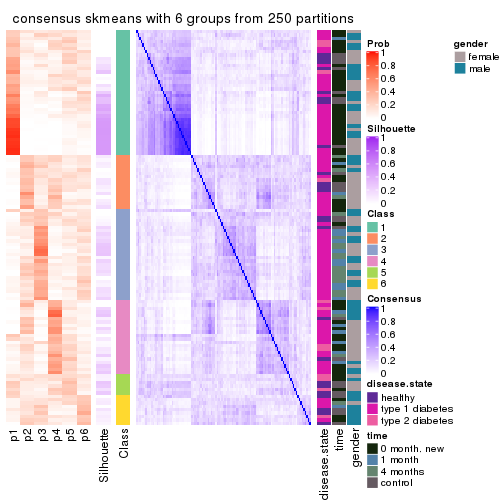 consensus skmeans with 6 groups from 250 partitions
Prob
1
0.8
0.6
0.4
0.2
0
gender
female
male
Silhouette
1
0.8
0.6
0.4
0.2
0
Class
1
2
3
4
5
6
Consensus
1
0.8
0.6
0.4
0.2
0
disease.state
healthy
type 1 diabetes
type 2 diabetes
time
0 month, new
1 month
4 months
control
p1
p2
p3
p4
p5
p6
Silhouette
Class
disease.state
time
gender